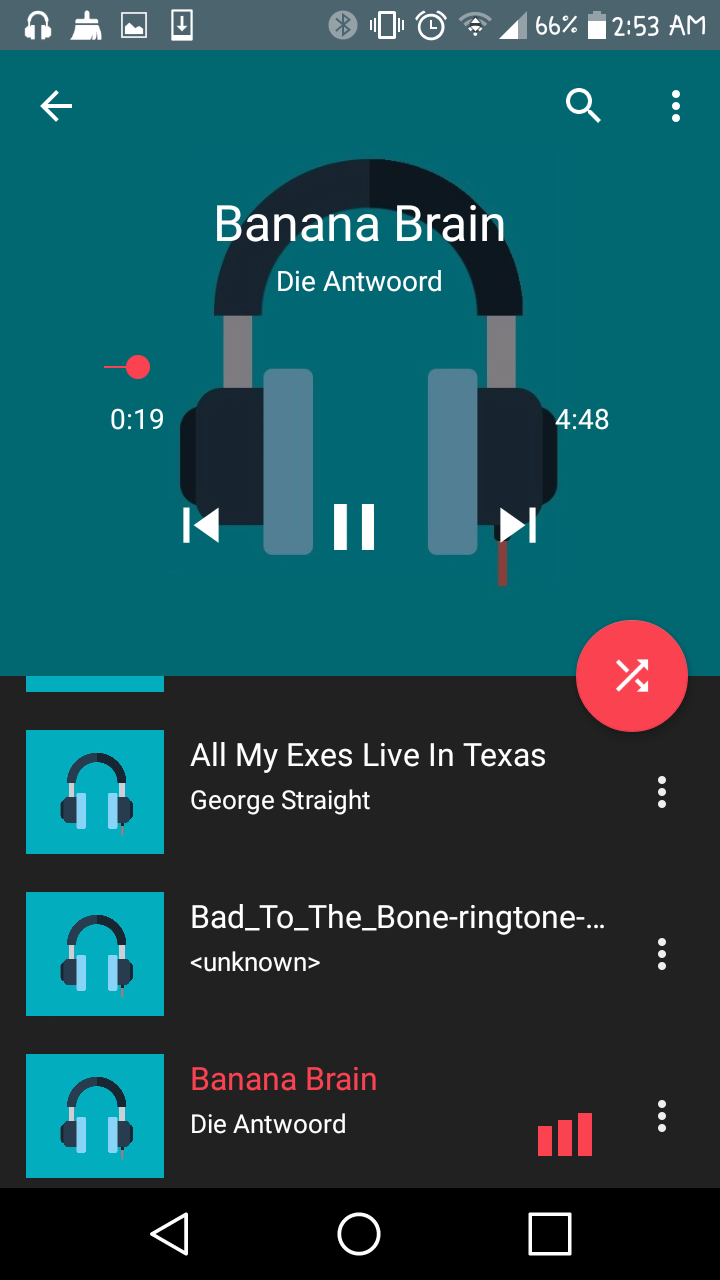 66% 2:53 AM
Banana Brain
Die Antwoord
0:19 4:48
All My Exes Live In Texas
George Straight
Bad_To_The_Bone-ringtone-...
<unknown>
Banana Brain
Die Antwoord